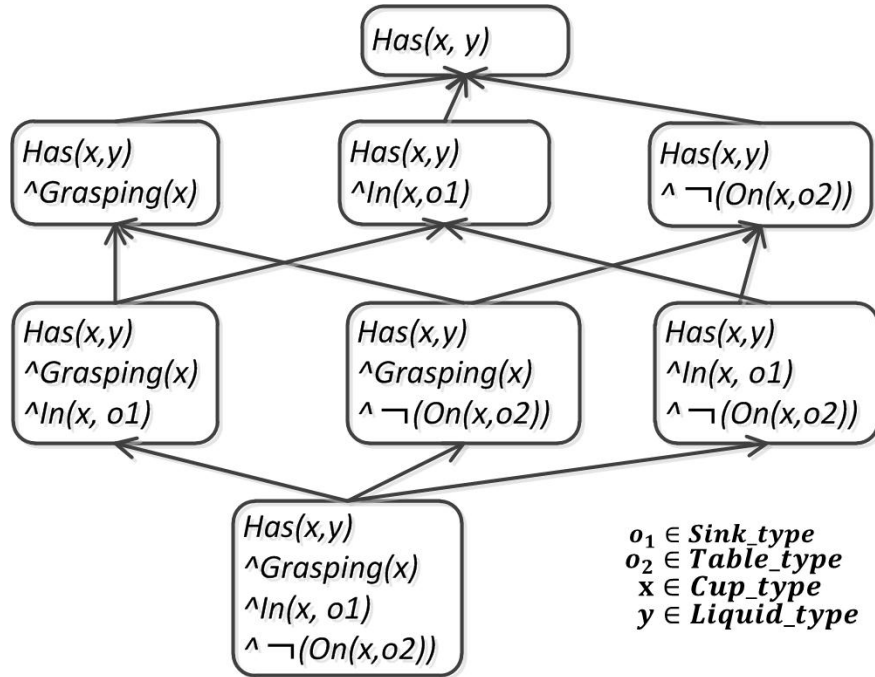 Has(x, y)
Has(x,y)
^Grasping(x)
Has(x,y)
^In(x,o1)
Has(x,y)
^ ¬(On(x,o2))
Has(x,y)
^Grasping(x)
^In(x, o1)
Has(x,y)
^Grasping(x)
^ ¬(On(x,o2))
Has(x,y)
^In(x, o1)
^ ¬(On(x,o2))
Has(x,y)
^Grasping(x)
^In(x, o1)
^ ¬(On(x,o2))
o₁ ∈ Sink_type
o₂ ∈ Table_type
x ∈ Cup_type
y ∈ Liquid_type